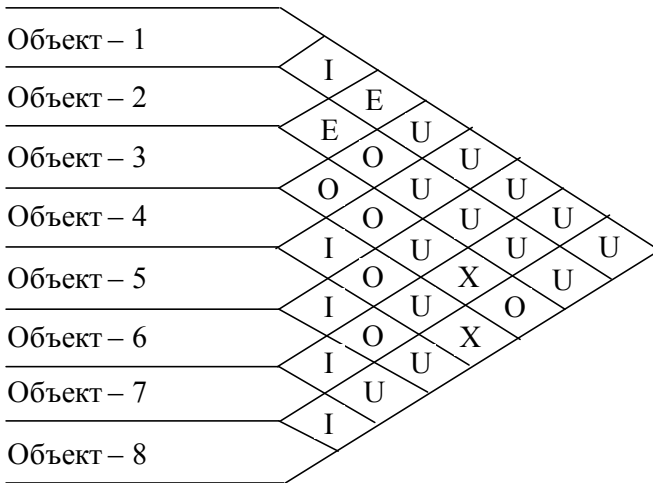 Объект – 1
I
Объект – 2 E
E U
Объект – 3 O U
O U U
Объект – 4 O U U
I U U U
Объект – 5 O X U
I U O
Объект – 6 O X
I U
Объект – 7 U
I
Объект – 8